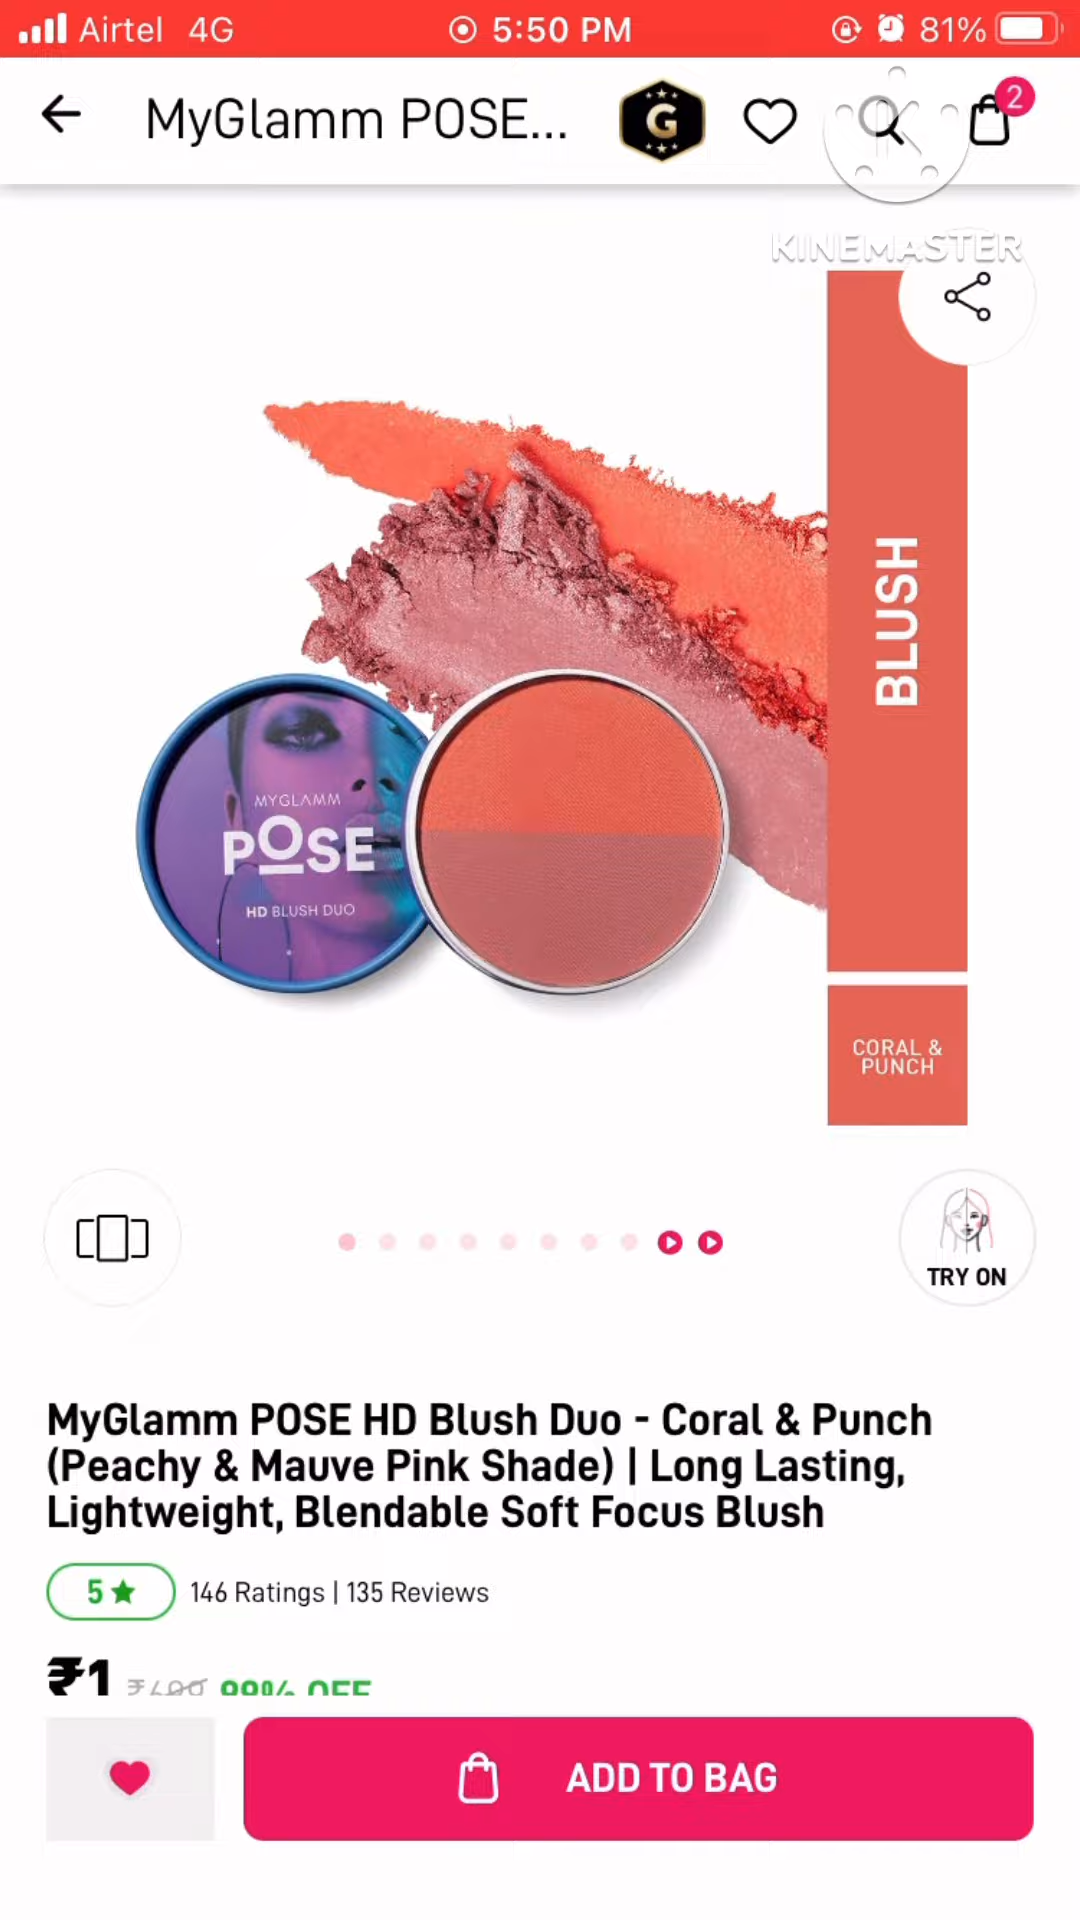 Airtel 4G 5:50 PM 81%
MyGlamm POSE... G 2
KINEMASTER
BLUSH
MYGLAMM
POSE
HD BLUSH DUO
CORAL &
PUNCH
TRY ON
MyGlamm POSE HD Blush Duo - Coral & Punch
(Peachy & Mauve Pink Shade) | Long Lasting,
Lightweight, Blendable Soft Focus Blush
5★ 146 Ratings | 135 Reviews
₹1 99% OFF
ADD TO BAG